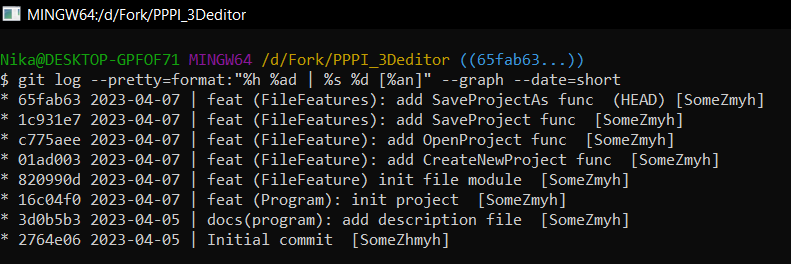 MINGW64:/d/Fork/PPPI_3Deditor
Nika@DESKTOP-GPFOF71 MINGW64 /d/Fork/PPPI_3Deditor ((65fab63...))
$ git log --pretty=format:"%h %ad | %s %d [%an]" --graph --date=short
* 65fab63 2023-04-07 | feat (FileFeatures): add SaveProjectAs func  (HEAD) [SomeZmyh]
* 1c931e7 2023-04-07 | feat (FileFeatures): add SaveProject func  [SomeZmyh]
* c775aee 2023-04-07 | feat (FileFeature): add OpenProject func  [SomeZmyh]
* 01ad003 2023-04-07 | feat (FileFeature): add CreateNewProject func  [SomeZmyh]
* 820990d 2023-04-07 | feat (FileFeature) init file module  [SomeZmyh]
* 16c04f0 2023-04-07 | feat (Program): init project  [SomeZmyh]
* 3d0b5b3 2023-04-05 | docs(program): add description file  [SomeZmyh]
* 2764e06 2023-04-05 | Initial commit  [SomeZhmyh]